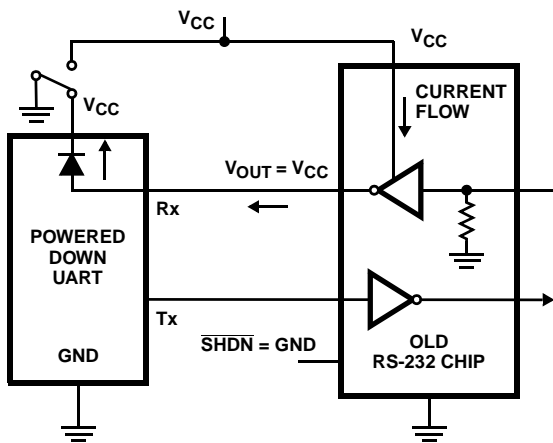 VCC
VCC
VCC
CURRENT
FLOW
VOUT = VCC
Rx
POWERED
DOWN
UART
Tx
SHDN = GND
GND
OLD
RS-232 CHIP